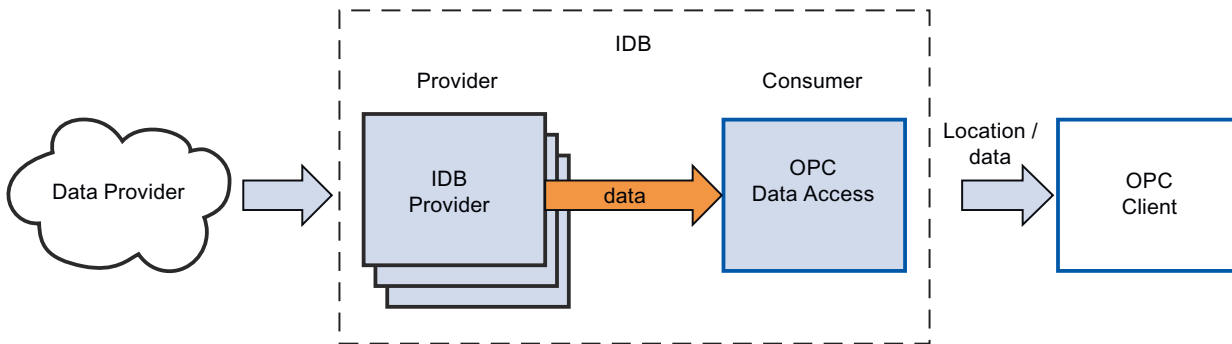 IDB
Provider
Consumer
Data Provider
IDB
Provider
data
OPC
Data Access
Location /
data
OPC
Client